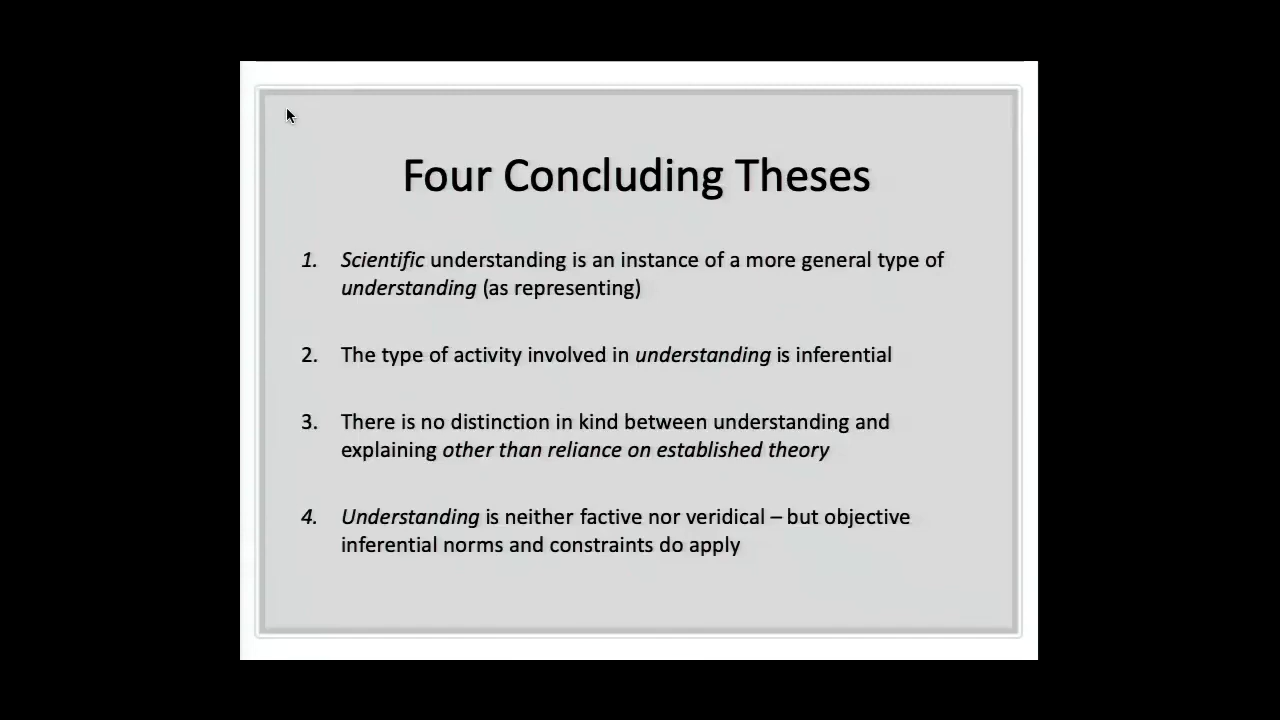 Four Concluding Theses
1. Scientific understanding is an instance of a more general type of
understanding (as representing)
2. The type of activity involved in understanding is inferential
3. There is no distinction in kind between understanding and
explaining other than reliance on established theory
4. Understanding is neither factive nor veridical – but objective
inferential norms and constraints do apply